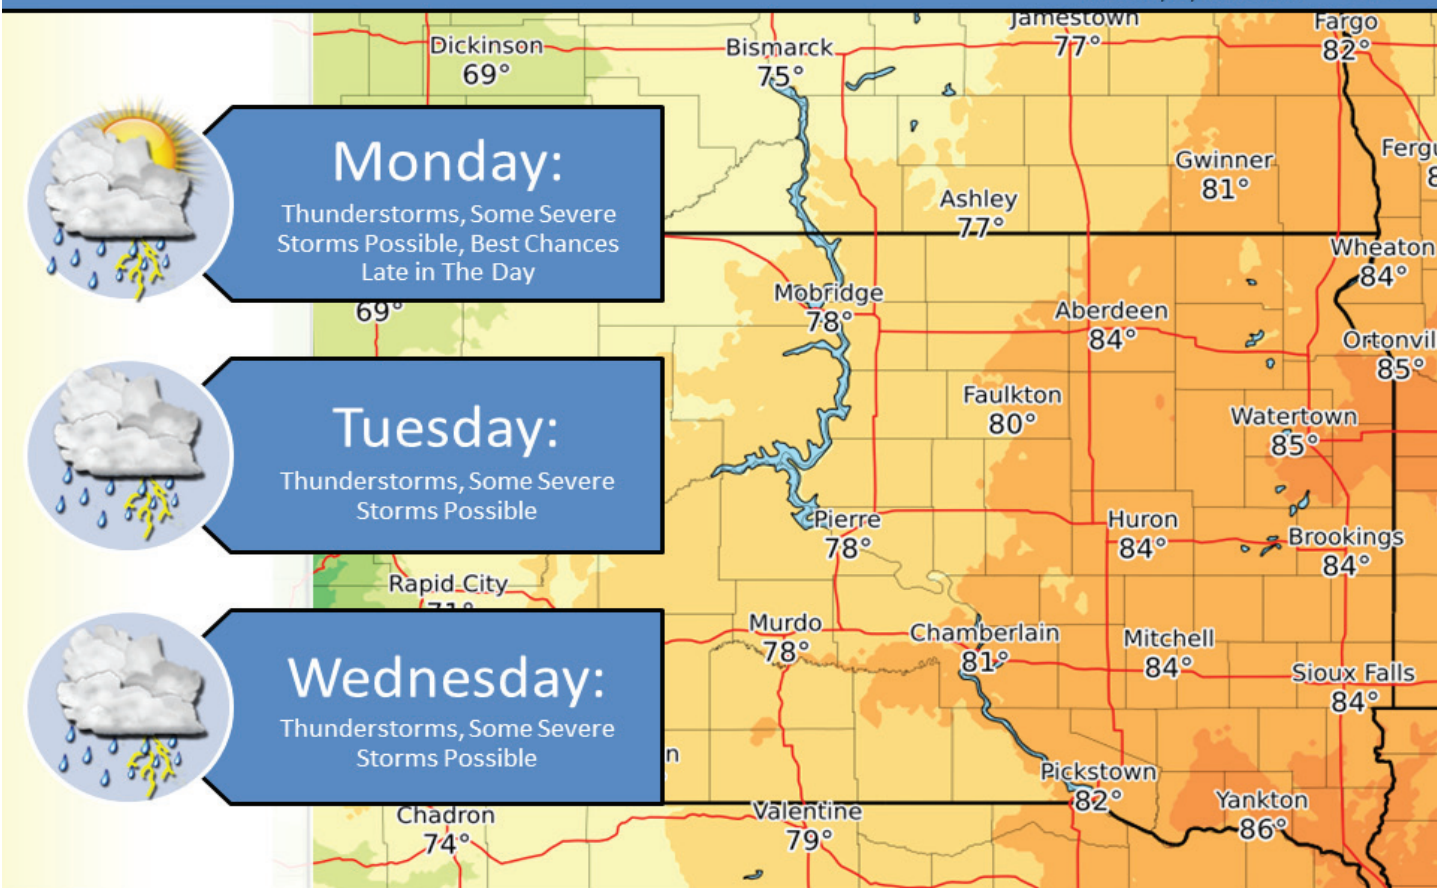 Jamestown
77°
Fargo
82°
Dickinson
69°
Bismarck
75°
Monday:
Thunderstorms, Some Severe
Storms Possible, Best Chances
Late in The Day
Gwinner
81°
Ashley
77°
Wheaton
84°
69°
Mobridge
78°
Aberdeen
84°
Ortonvil
85°
Tuesday:
Thunderstorms, Some Severe
Storms Possible
Faulkton
80°
Watertown
85°
Pierre
78°
Huron
84°
Brookings
84°
Rapid City
71°
Wednesday:
Thunderstorms, Some Severe
Storms Possible
Murdo
78°
Chamberlain
81°
Mitchell
84°
Sioux Falls
84°
n
Pickstown
82°
Yankton
86°
Chadron
74°
Valentine
79°